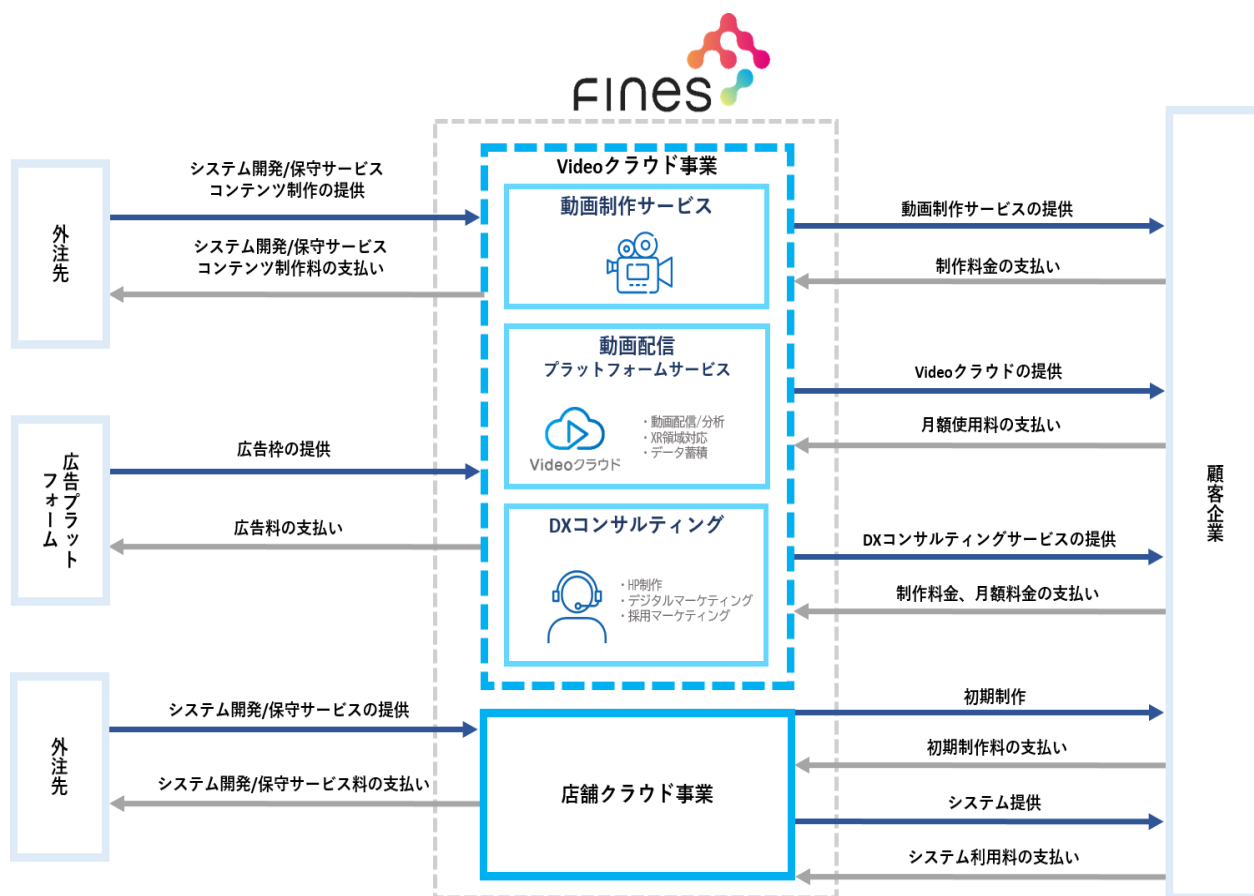 FINES
外注先
システム開発/保守サービス
コンテンツ制作の提供
システム開発/保守サービス
コンテンツ制作料の支払い
広告プラット
フォーム
広告枠の提供
広告料の支払い
外注先
システム開発/保守サービスの提供
システム開発/保守サービス料の支払い
Videoクラウド事業
動画制作サービス
動画配信
プラットフォームサービス
Videoクラウド
・動画配信/分析
・XR領域対応
・データ蓄積
DXコンサルティング
・HP制作
・デジタルマーケティング
・採用マーケティング
店舗クラウド事業
動画制作サービスの提供
制作料金の支払い
Videoクラウドの提供
月額使用料の支払い
DXコンサルティングサービスの提供
制作料金、月額料金の支払い
初期制作
初期制作料の支払い
システム提供
システム利用料の支払い
顧客企業